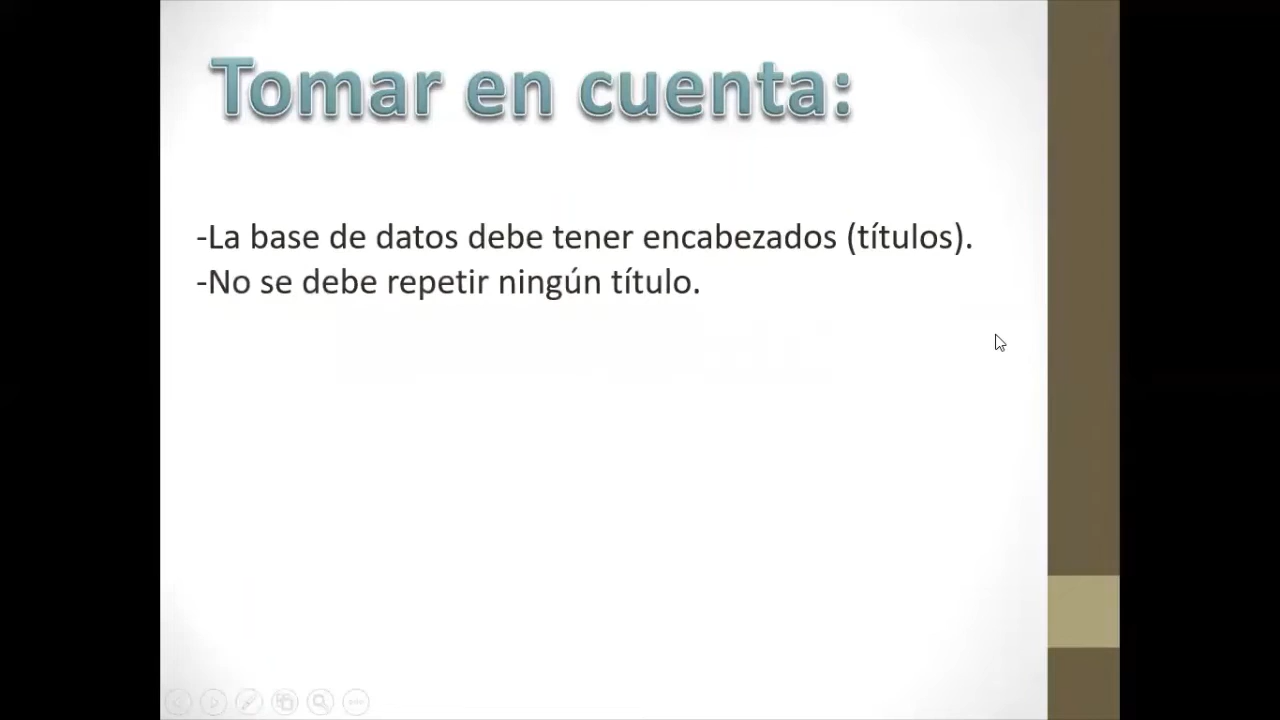 Tomar en cuenta:
-La base de datos debe tener encabezados (títulos).
-No se debe repetir ningún título.